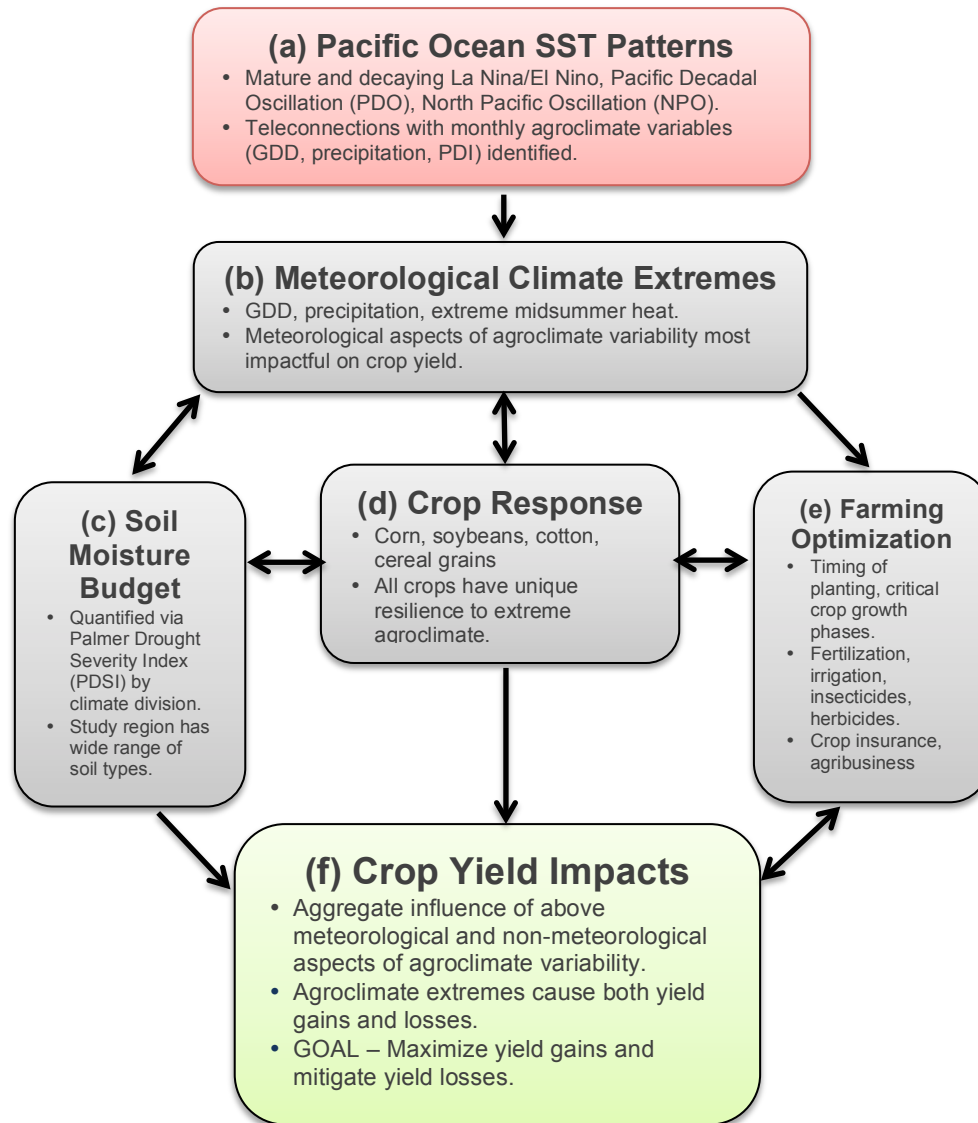 (a) Pacific Ocean SST Patterns
• Mature and decaying La Nina/El Nino, Pacific Decadal
Oscillation (PDO), North Pacific Oscillation (NPO).
• Teleconnections with monthly agroclimate variables
(GDD, precipitation, PDI) identified.
(b) Meteorological Climate Extremes
• GDD, precipitation, extreme midsummer heat.
• Meteorological aspects of agroclimate variability most
impactful on crop yield.
(c) Soil
Moisture
Budget
• Quantified via
Palmer Drought
Severity Index
(PDSI) by
climate division.
• Study region has
wide range of
soil types.
(d) Crop Response
• Corn, soybeans, cotton,
cereal grains
• All crops have unique
resilience to extreme
agroclimate.
(e) Farming
Optimization
• Timing of
planting, critical
crop growth
phases.
• Fertilization,
irrigation,
insecticides,
herbicides.
• Crop insurance,
agribusiness
(f) Crop Yield Impacts
• Aggregate influence of above
meteorological and non-meteorological
aspects of agroclimate variability.
• Agroclimate extremes cause both yield
gains and losses.
• GOAL – Maximize yield gains and
mitigate yield losses.